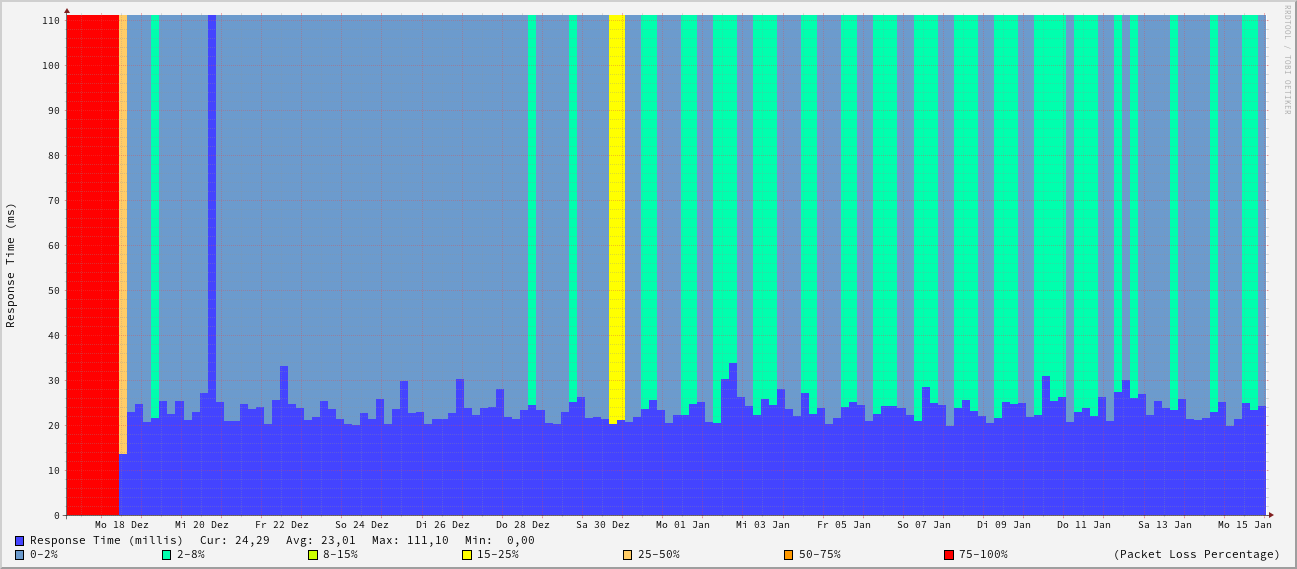 RRDTOOL / TOBI OETIKER
Response Time (ms)
110
100
90
80
70
60
50
40
30
20
10
0
Mo 18 Dez Mi 20 Dez Fr 22 Dez So 24 Dez Di 26 Dez Do 28 Dez Sa 30 Dez Mo 01 Jan Mi 03 Jan Fr 05 Jan So 07 Jan Di 09 Jan Do 11 Jan Sa 13 Jan Mo 15 Jan
Response Time (millis) Cur: 24,29 Avg: 23,01 Max: 111,10 Min: 0,00
0-2% 2-8% 8-15% 15-25% 25-50% 50-75% 75-100% (Packet Loss Percentage)